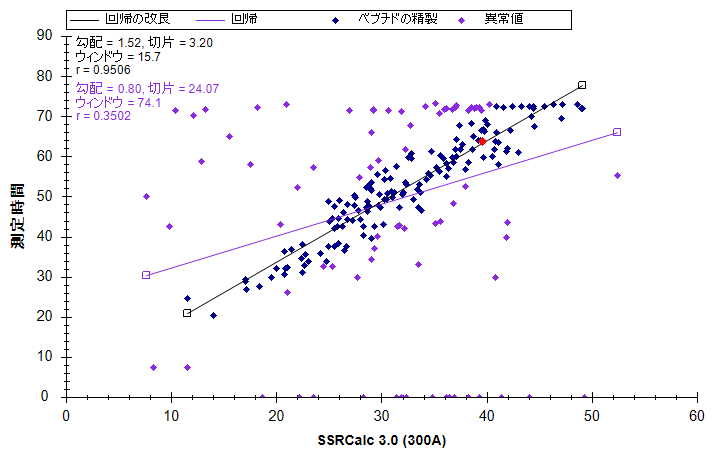 回帰の改良 回帰 ペプチドの精製 異常値
勾配 = 1.52, 切片 = 3.20
ウィンドウ = 15.7
r = 0.9506
勾配 = 0.80, 切片 = 24.07
ウィンドウ = 74.1
r = 0.3502
測定時間
90
80
70
60
50
40
30
20
10
0
0 10 20 30 40 50 60
SSRCalc 3.0 (300A)